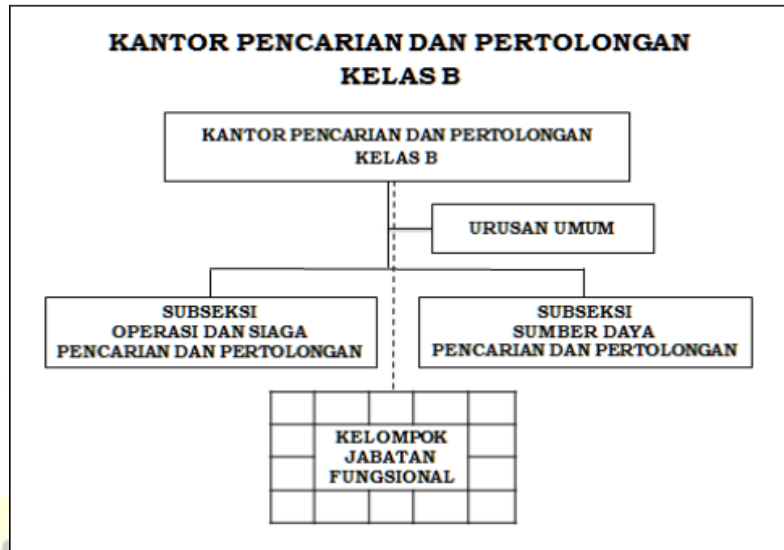 KANTOR PENCARIAN DAN PERTOLONGAN
KELAS B
KANTOR PENCARIAN DAN PERTOLONGAN
KELAS B
URUSAN UMUM
SUBSEKSI
OPERASI DAN SIAGA
PENCARIAN DAN PERTOLONGAN
SUBSEKSI
SUMBER DAYA
PENCARIAN DAN PERTOLONGAN
KELOMPOK
JABATAN
FUNGSIONAL